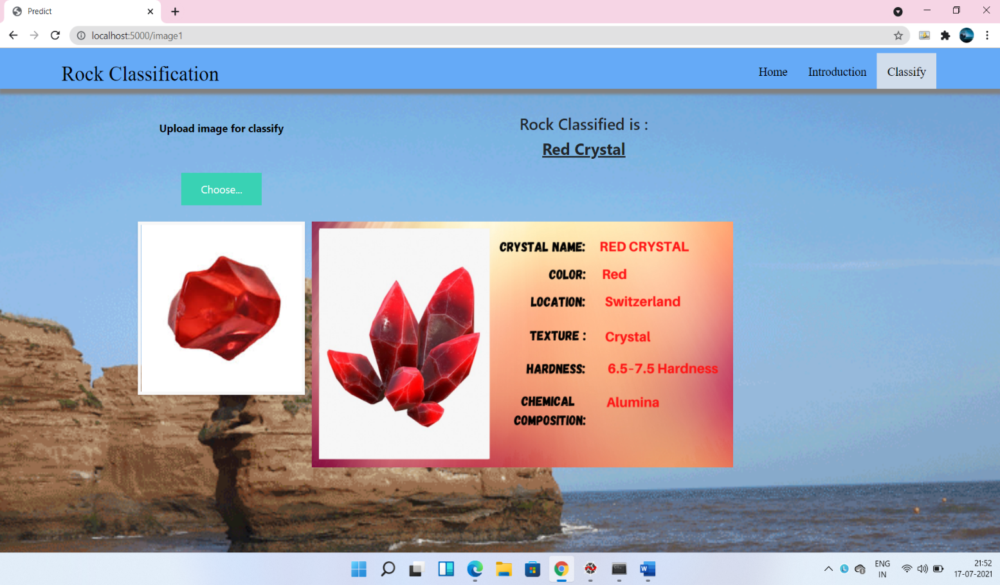 Predict
localhost:5000/image1
Rock Classification
Home Introduction Classify
Upload image for classify
Rock Classified is :
Red Crystal
Choose...
CRYSTAL NAME: RED CRYSTAL
COLOR: Red
LOCATION: Switzerland
TEXTURE : Crystal
HARDNESS: 6.5-7.5 Hardness
CHEMICAL Alumina
COMPOSITION:
ENG 21:52
IN 17-07-2021